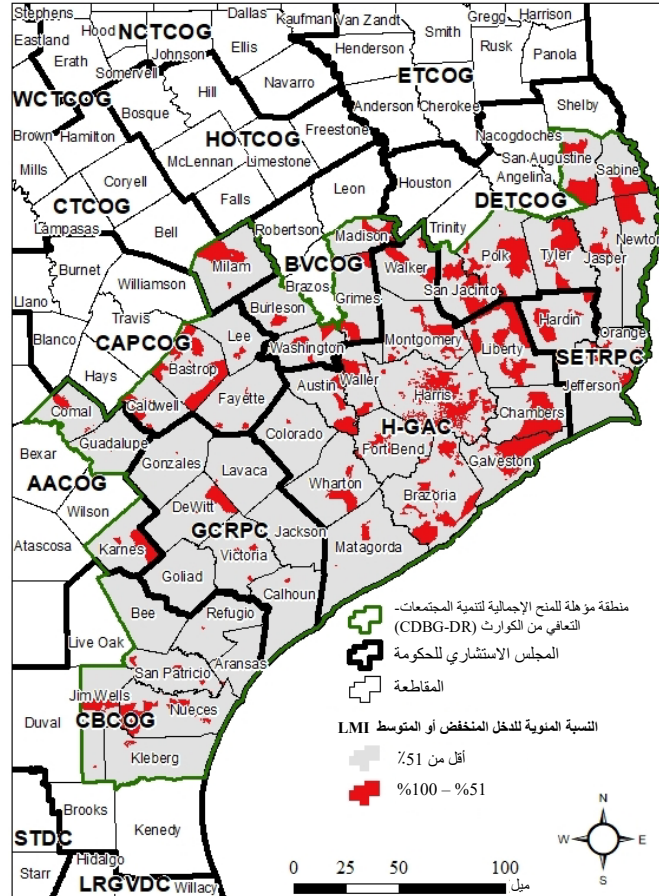 Stephens
Hood
NCTCOG
Dallas
Kaufman
Van Zandt
Gregg
Harrison
Eastland
Erath
Johnson
Ellis
Henderson
Smith
Rusk
Panola
Somervell
Hill
Navarro
ETCOG
WCTCOG
Bosque
Anderson
Cherokee
Shelby
Brown
Hamilton
HOTCOG
Freestone
Nacogdoches
McLennan
Limestone
San Augustine
Sabine
Mills
Coryell
Leon
Houston
Angelina
CTCOG
Falls
DETCOG
Lampasas
Bell
Robertson
Madison
Trinity
Newton
Burnet
Milam
BVCOG
Walker
Polk
Tyler
Jasper
Williamson
Brazos
San Jacinto
Llano
Burleson
Grimes
Hardin
Travis
Lee
Washington
Montgomery
Liberty
Orange
Blanco
CAPCOG
Bastrop
SETRPC
Hays
Austin
Waller
Harris
Jefferson
Comal
Caldwell
Fayette
Chambers
Guadalupe
Colorado
H-GAC
Bexar
Gonzales
Lavaca
Fort Bend
Galveston
AACOG
Wharton
Wilson
DeWitt
Brazoria
GCRPC
Jackson
Atascosa
Karnes
Victoria
Matagorda
Goliad
Calhoun
Bee
Refugio
Live Oak
Aransas
San Patricio
Jim Wells
Nueces
Duval
CBCOG
Kleberg
Brooks
Kenedy
STDC
Hidalgo
Starr
LRGVDC
Willacy
منطقة مؤهلة للمنح الإجمالية لتنمية المجتمعات-
التعافي من الكوارث (CDBG-DR)
المجلس الاستشاري للحكومة
المقاطعة
النسبة المئوية للدخل المنخفض أو المتوسط LMI
أقل من 51٪
%51 – %100
N
W
E
S
0 25 50 100
ميل